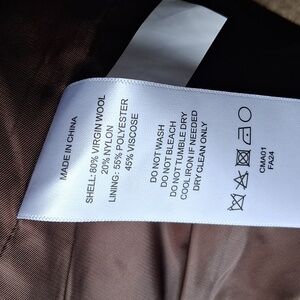 MADE IN CHINA
SHELL: 80% VIRGIN WOOL
20% NYLON
LINING: 55% POLYESTER
45% VISCOSE
DO NOT WASH
DO NOT BLEACH
DO NOT TUMBLE DRY
COOL IRON IF NEEDED
DRY CLEAN ONLY
CMA01
FA24